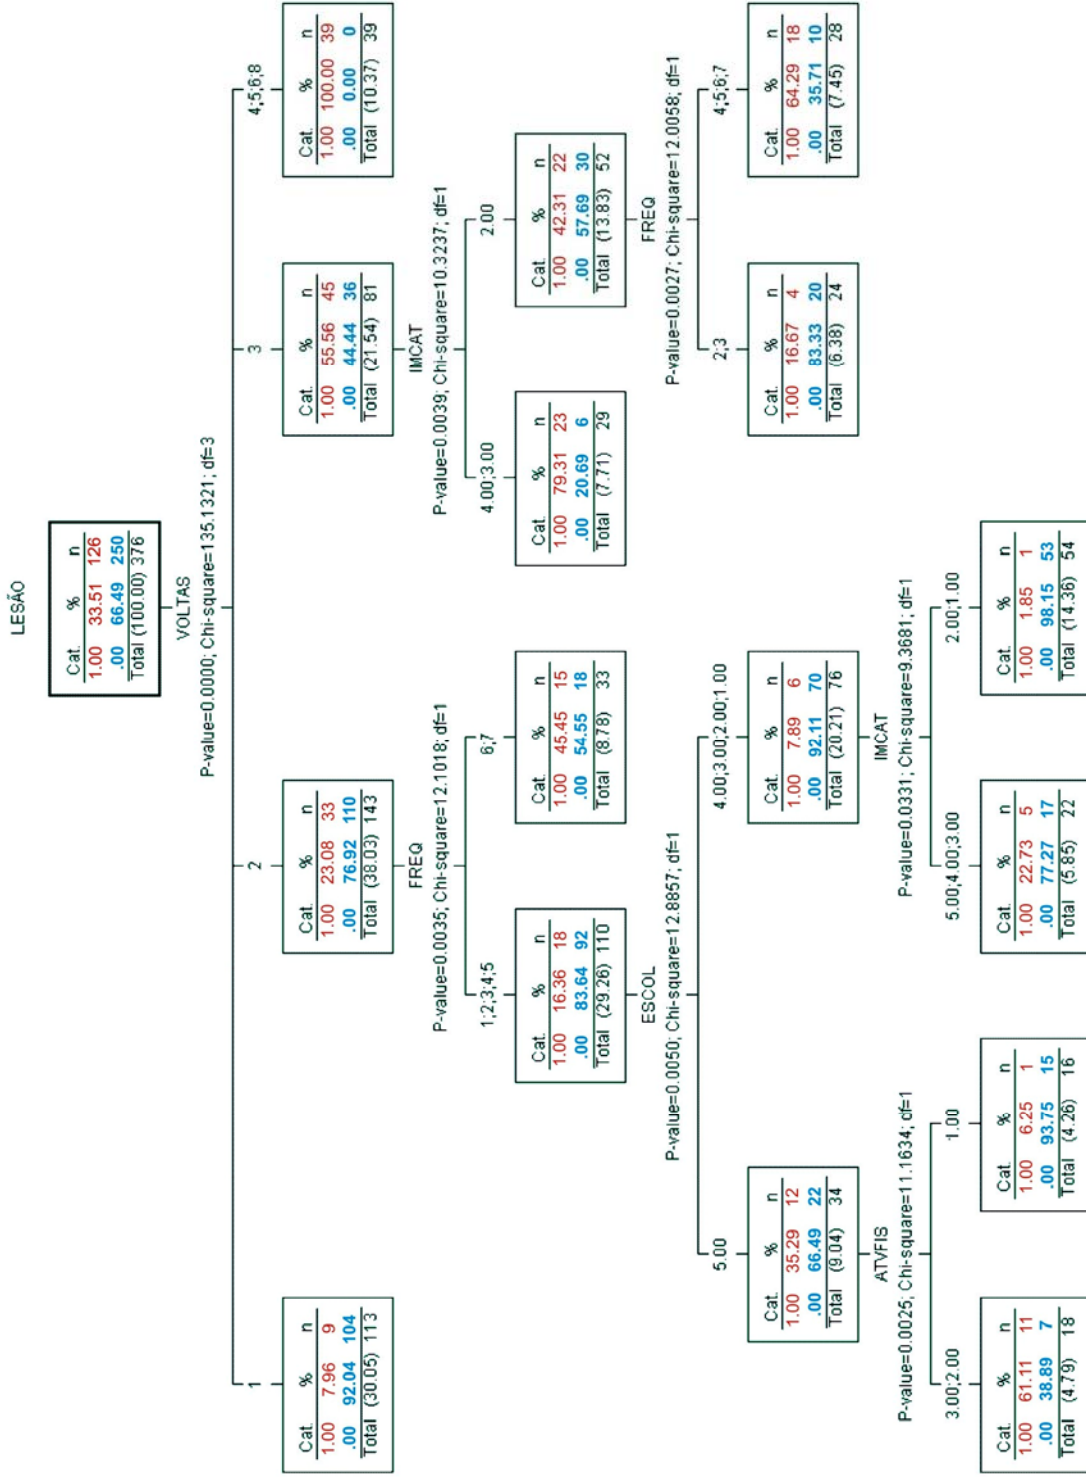 LESÃO
Cat. % n
1.00 33.51 126
.00 66.49 250
Total (100.00) 376
VOLTAS
P-value=0.0000; Chi-square=135.1321; df=3
1
Cat. % n
1.00 7.96 9
.00 92.04 104
Total (30.05) 113
2
Cat. % n
1.00 23.08 33
.00 76.92 110
Total (38.03) 143
3
Cat. % n
1.00 55.56 45
.00 44.44 36
Total (21.54) 81
4;5;6;8
Cat. % n
1.00 100.00 39
.00 0.00 0
Total (10.37) 39
FREQ
P-value=0.0035; Chi-square=12.1018; df=1
1;2;3;4;5
Cat. % n
1.00 16.36 18
.00 83.64 92
Total (29.26) 110
6;7
Cat. % n
1.00 45.45 15
.00 54.55 18
Total (8.78) 33
IMCAT
P-value=0.0039; Chi-square=10.3237; df=1
4.00;3.00
Cat. % n
1.00 79.31 23
.00 20.69 6
Total (7.71) 29
2.00
Cat. % n
1.00 42.31 22
.00 57.69 30
Total (13.83) 52
ESCOL
P-value=0.0050; Chi-square=12.8857; df=1
5.00
Cat. % n
1.00 35.29 12
.00 66.49 22
Total (9.04) 34
4.00;3.00;2.00;1.00
Cat. % n
1.00 7.89 6
.00 92.11 70
Total (20.21) 76
FREQ
P-value=0.0027; Chi-square=12.0058; df=1
2;3
Cat. % n
1.00 16.67 4
.00 83.33 20
Total (6.38) 24
4;5;6;7
Cat. % n
1.00 64.29 18
.00 35.71 10
Total (7.45) 28
ATVFIS
P-value=0.0025; Chi-square=11.1634; df=1
3.00;2.00
Cat. % n
1.00 61.11 11
.00 38.89 7
Total (4.79) 18
1.00
Cat. % n
1.00 6.25 1
.00 93.75 15
Total (4.26) 16
IMCAT
P-value=0.0331; Chi-square=9.3681; df=1
5.00;4.00;3.00
Cat. % n
1.00 22.73 5
.00 77.27 17
Total (5.85) 22
2.00;1.00
Cat. % n
1.00 1.85 1
.00 98.15 53
Total (14.36) 54